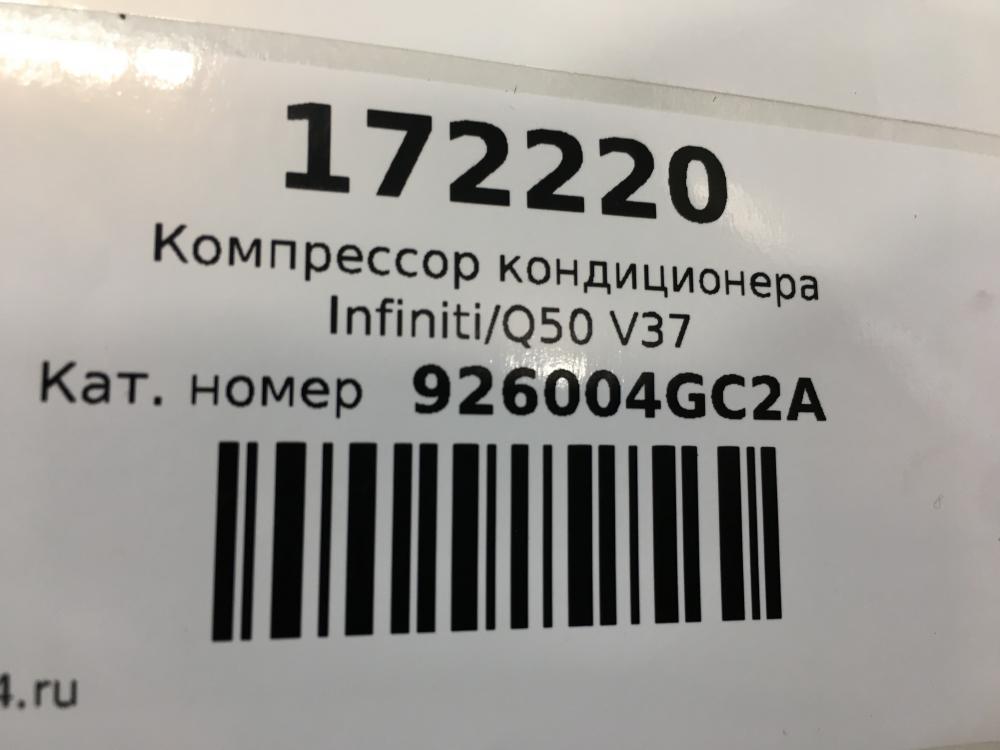 172220
Компрессор кондиционера
Infiniti/Q50 V37
Кат. номер 926004GC2A
4.ru